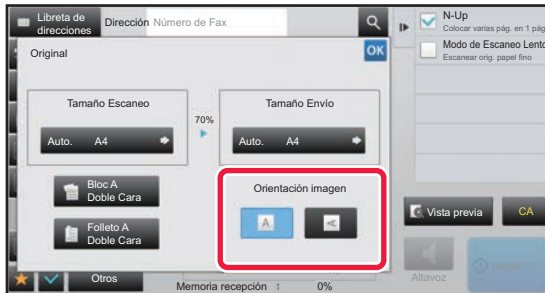 Libreta de
direcciones
Dirección
Número de Fax
N-Up
Colocar varias pág. en 1 pág
Modo de Escaneo Lento
Escanear orig. papel fino
Original
OK
Tamaño Escaneo
70%
Tamaño Envío
Auto. A4
Auto. A4
Bloc A
Doble Cara
Orientación imagen
A
A
Folleto A
Doble Cara
Vista previa
CA
Otros
Memoria recepción : 0%
Altavoz